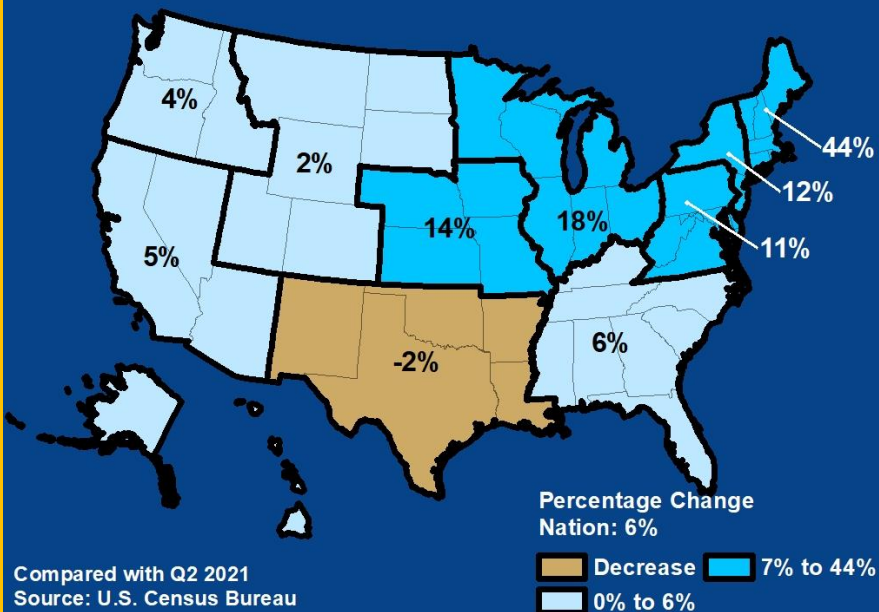 4%
2%
44%
12%
14%
18%
11%
5%
6%
-2%
Percentage Change
Nation: 6%
Decrease
7% to 44%
0% to 6%
Compared with Q2 2021
Source: U.S. Census Bureau